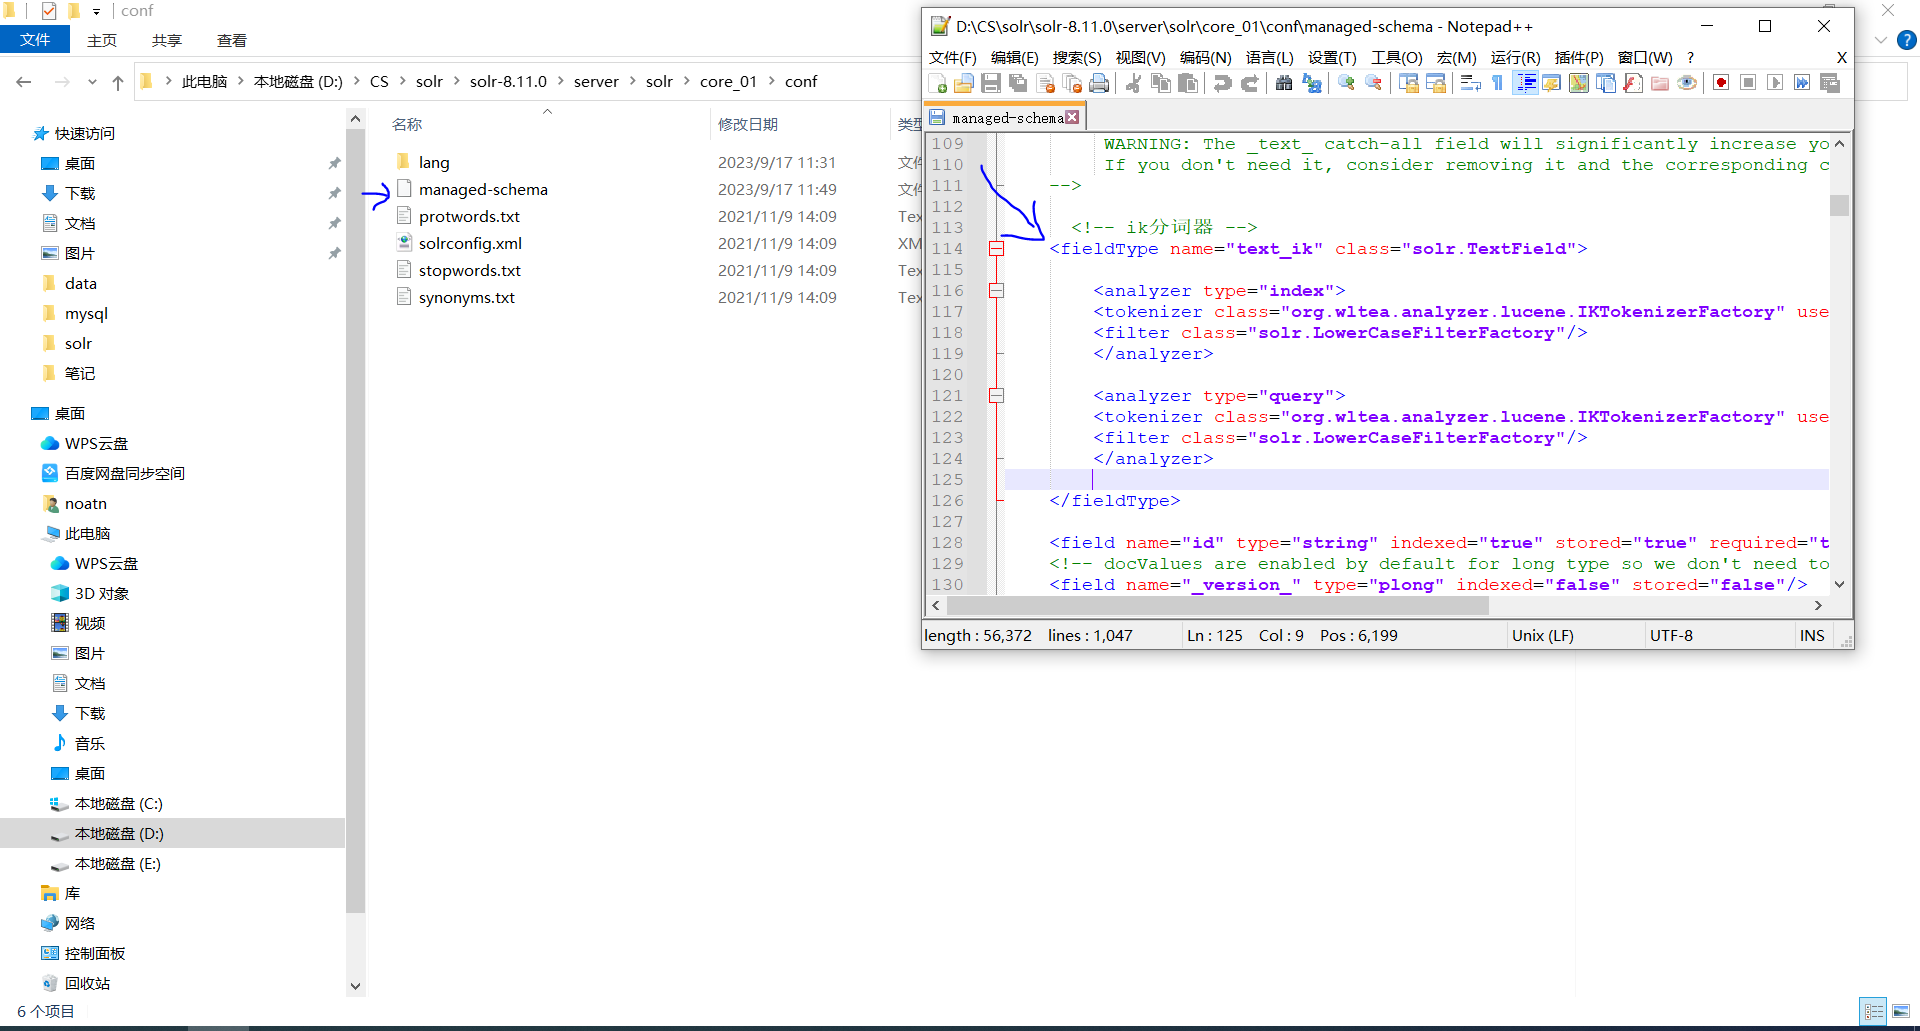 conf
文件 主页 共享 查看
此电脑 本地磁盘 (D:) CS solr solr-8.11.0 server solr core_01 conf
快速访问
桌面
下载
文档
图片
data
mysql
solr
笔记
桌面
WPS云盘
百度网盘同步空间
noatn
此电脑
WPS云盘
3D 对象
视频
图片
文档
下载
音乐
桌面
本地磁盘 (C:)
本地磁盘 (D:)
本地磁盘 (E:)
库
网络
控制面板
回收站
6 个项目
名称 修改日期 类型
lang 2023/9/17 11:31 文件
managed-schema 2023/9/17 11:49 文件
protwords.txt 2021/11/9 14:09 Tex
solrconfig.xml 2021/11/9 14:09 XM
stopwords.txt 2021/11/9 14:09 Tex
synonyms.txt 2021/11/9 14:09 Tex
D:\CS\solr\solr-8.11.0\server\solr\core_01\conf\managed-schema - Notepad++
文件(F) 编辑(E) 搜索(S) 视图(V) 编码(N) 语言(L) 设置(T) 工具(O) 宏(M) 运行(R) 插件(P) 窗口(W) ? X
managed-schema
109 WARNING: The _text_ catch-all field will significantly increase yo
110 If you don't need it, consider removing it and the corresponding c
111 -->
112
113 <!-- ik分词器 -->
114 <fieldType name="text_ik" class="solr.TextField">
115
116 <analyzer type="index">
117 <tokenizer class="org.wltea.analyzer.lucene.IKTokenizerFactory" use
118 <filter class="solr.LowerCaseFilterFactory"/>
119 </analyzer>
120
121 <analyzer type="query">
122 <tokenizer class="org.wltea.analyzer.lucene.IKTokenizerFactory" use
123 <filter class="solr.LowerCaseFilterFactory"/>
124 </analyzer>
125
126 </fieldType>
127
128 <field name="id" type="string" indexed="true" stored="true" required="t
129 <!-- docValues are enabled by default for long type so we don't need to
130 <field name="_version_" type="plong" indexed="false" stored="false"/>
length : 56,372 lines : 1,047 Ln : 125 Col : 9 Pos : 6,199 Unix (LF) UTF-8 INS